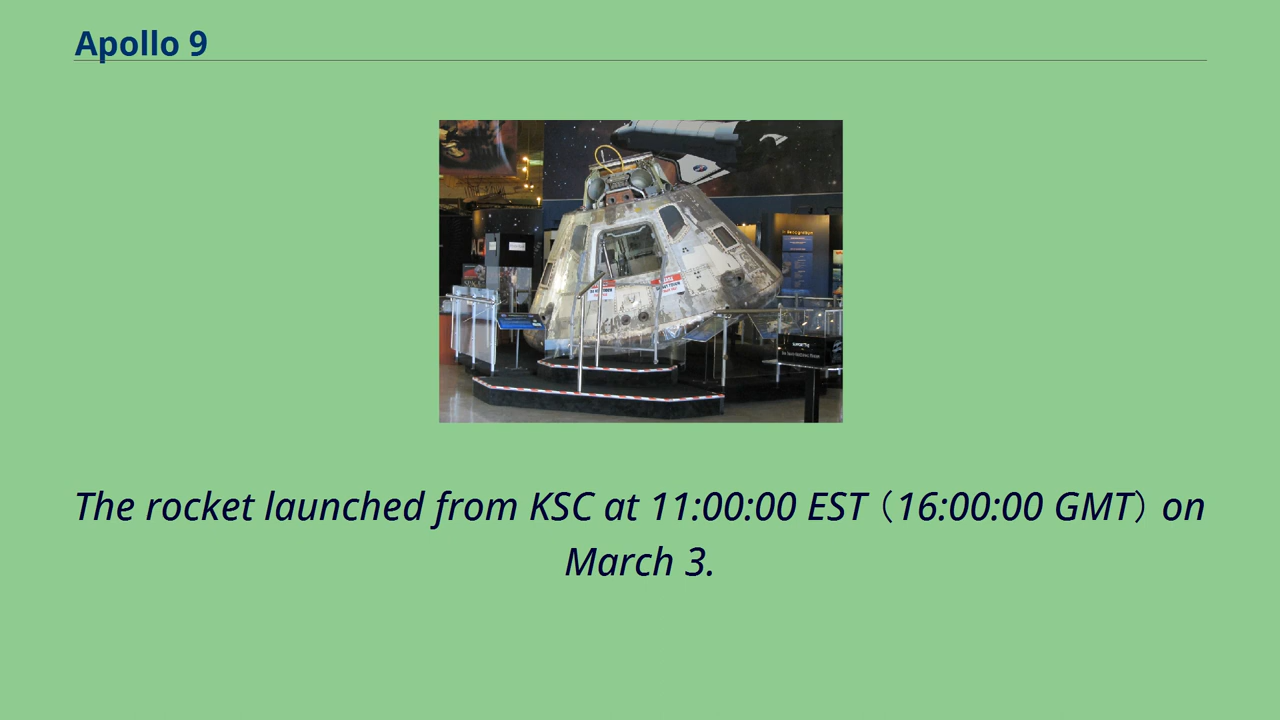 Apollo 9
The rocket launched from KSC at 11:00:00 EST（16:00:00 GMT）on
March 3.